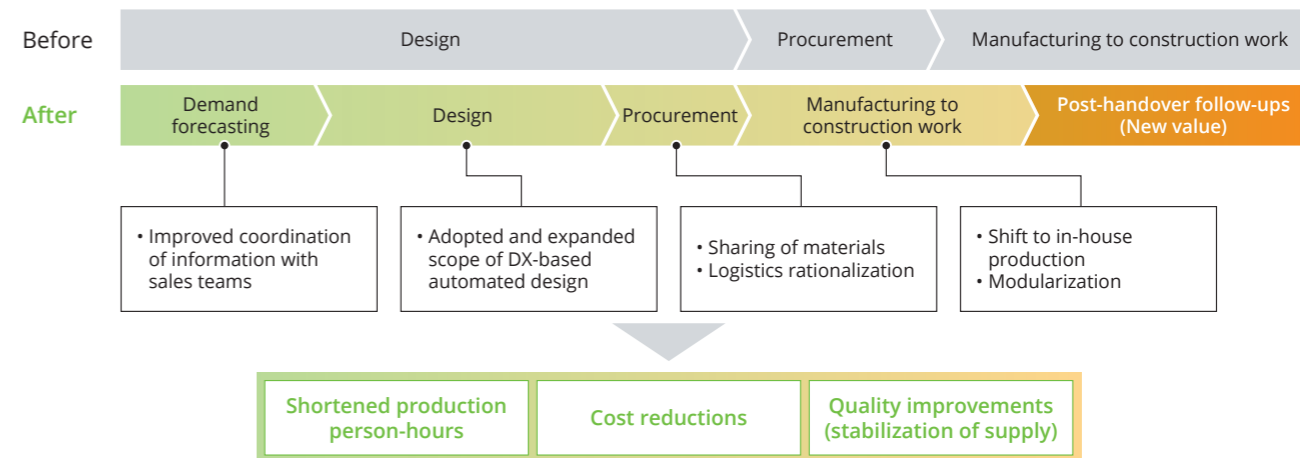 Before
Design
Procurement
Manufacturing to construction work
After
Demand
forecasting
Design
Procurement
Manufacturing to
construction work
Post-handover follow-ups
(New value)
• Improved coordination
of information with
sales teams
• Adopted and expanded
scope of DX-based
automated design
• Sharing of materials
• Logistics rationalization
• Shift to in-house
production
• Modularization
Shortened production
person-hours
Cost reductions
Quality improvements
(stabilization of supply)